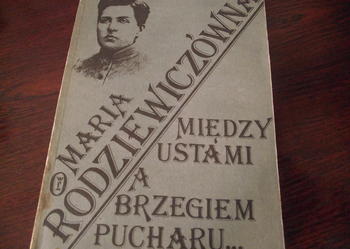 MARIA
RODZIEWICZÓWNA
MIĘDZY
USTAMI
A
BRZEGIEM
PUCHARU...